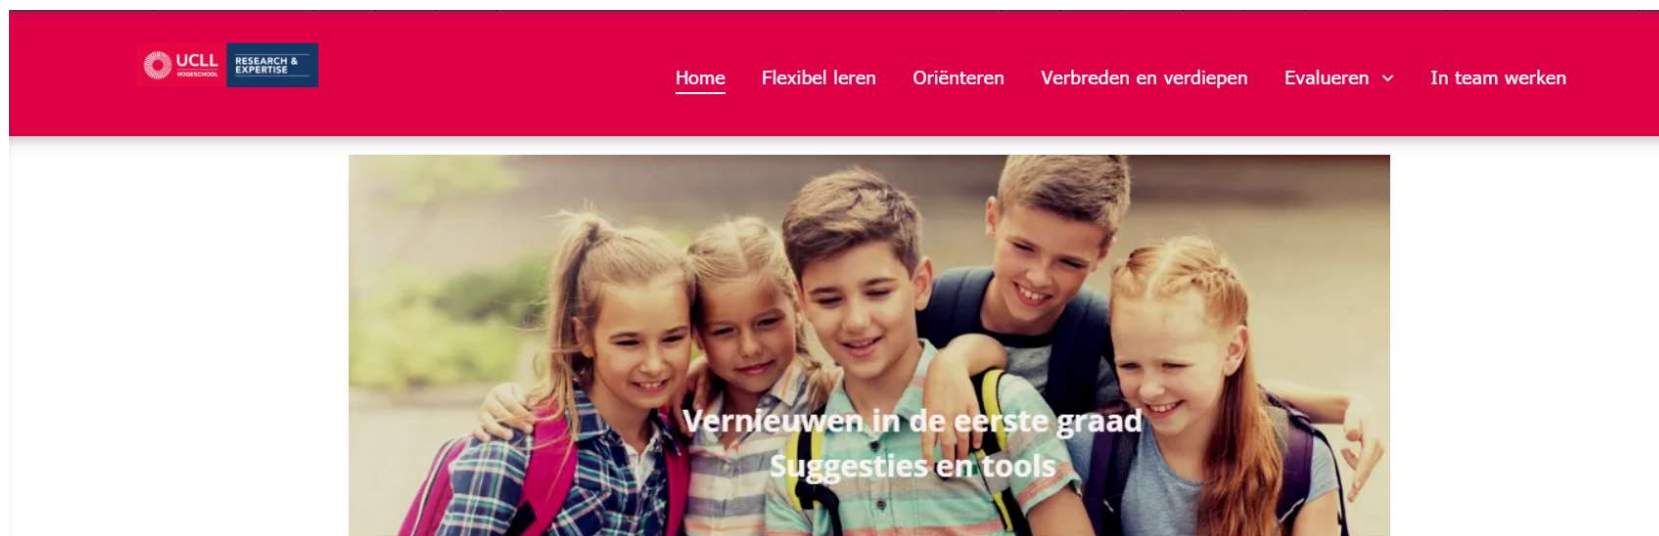 UCLL
HOGESCHOOL
RESEARCH &
EXPERTISE
Home Flexibel leren Oriënteren Verbreden en verdiepen Evalueren In team werken
Vernieuwen in de eerste graad
Suggesties en tools